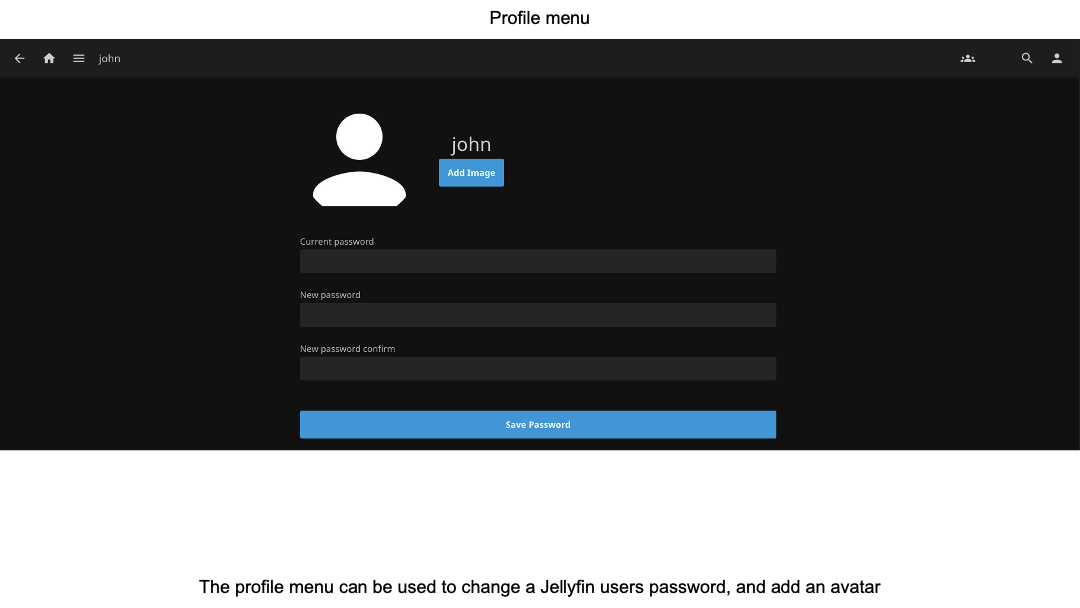 Profile menu
john
john
Add Image
Current password
New password
New password confirm
Save Password
The profile menu can be used to change a Jellyfin users password, and add an avatar